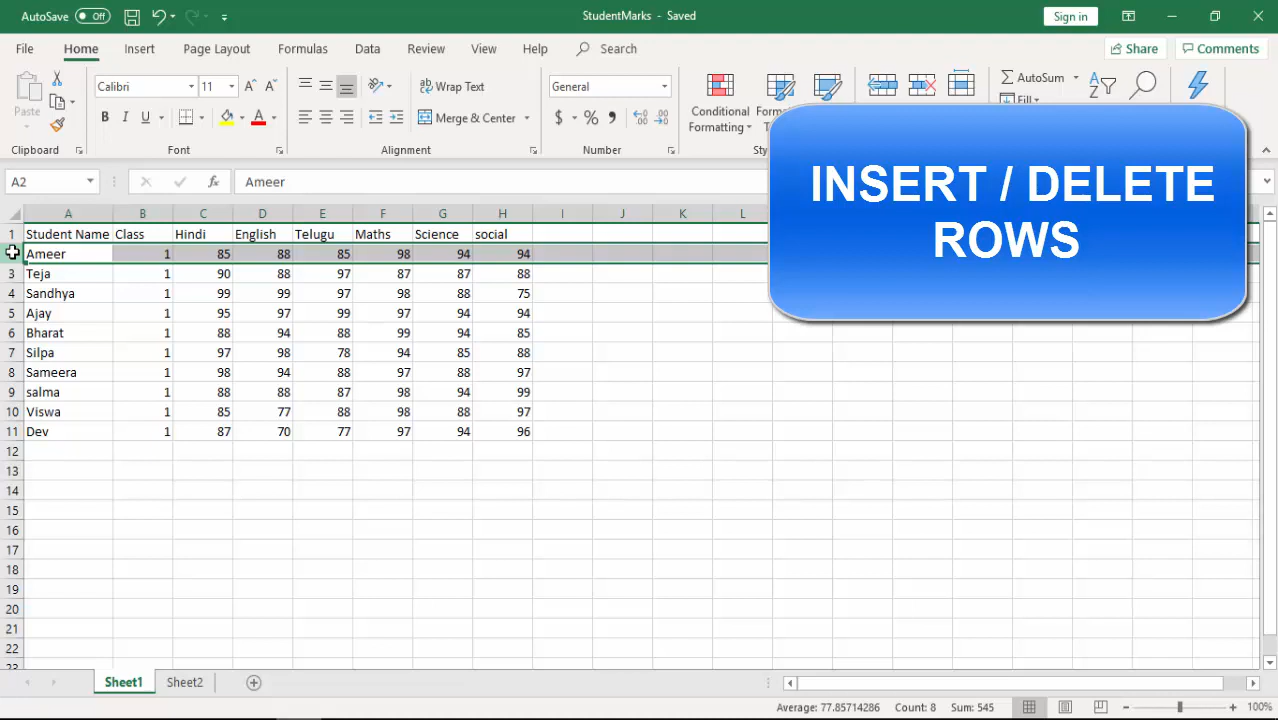 AutoSave Off StudentMarks - Saved Sign in
File Home Insert Page Layout Formulas Data Review View Help Search Share Comments
Paste Calibri 11 A A B I U A
Wrap Text
Merge & Center
General
$ % ,
Conditional
Formatting
AutoSum
Clipboard Font Alignment Number
INSERT / DELETE
ROWS
A2 fx Ameer
A B C D E F G H I J K L
1 Student Name Class Hindi English Telugu Maths Science social
Ameer 1 85 88 85 98 94 94
3 Teja 1 90 88 97 87 87 88
4 Sandhya 1 99 99 97 98 88 75
5 Ajay 1 95 97 99 97 94 94
6 Bharat 1 88 94 88 99 94 85
7 Silpa 1 97 98 78 94 85 88
8 Sameera 1 98 94 88 97 88 97
9 salma 1 88 88 87 98 94 99
10 Viswa 1 85 77 88 98 88 97
11 Dev 1 87 70 77 97 94 96
12
13
14
15
16
17
18
19
20
21
22
23
Sheet1 Sheet2
Average: 77.85714286 Count: 8 Sum: 545 100%